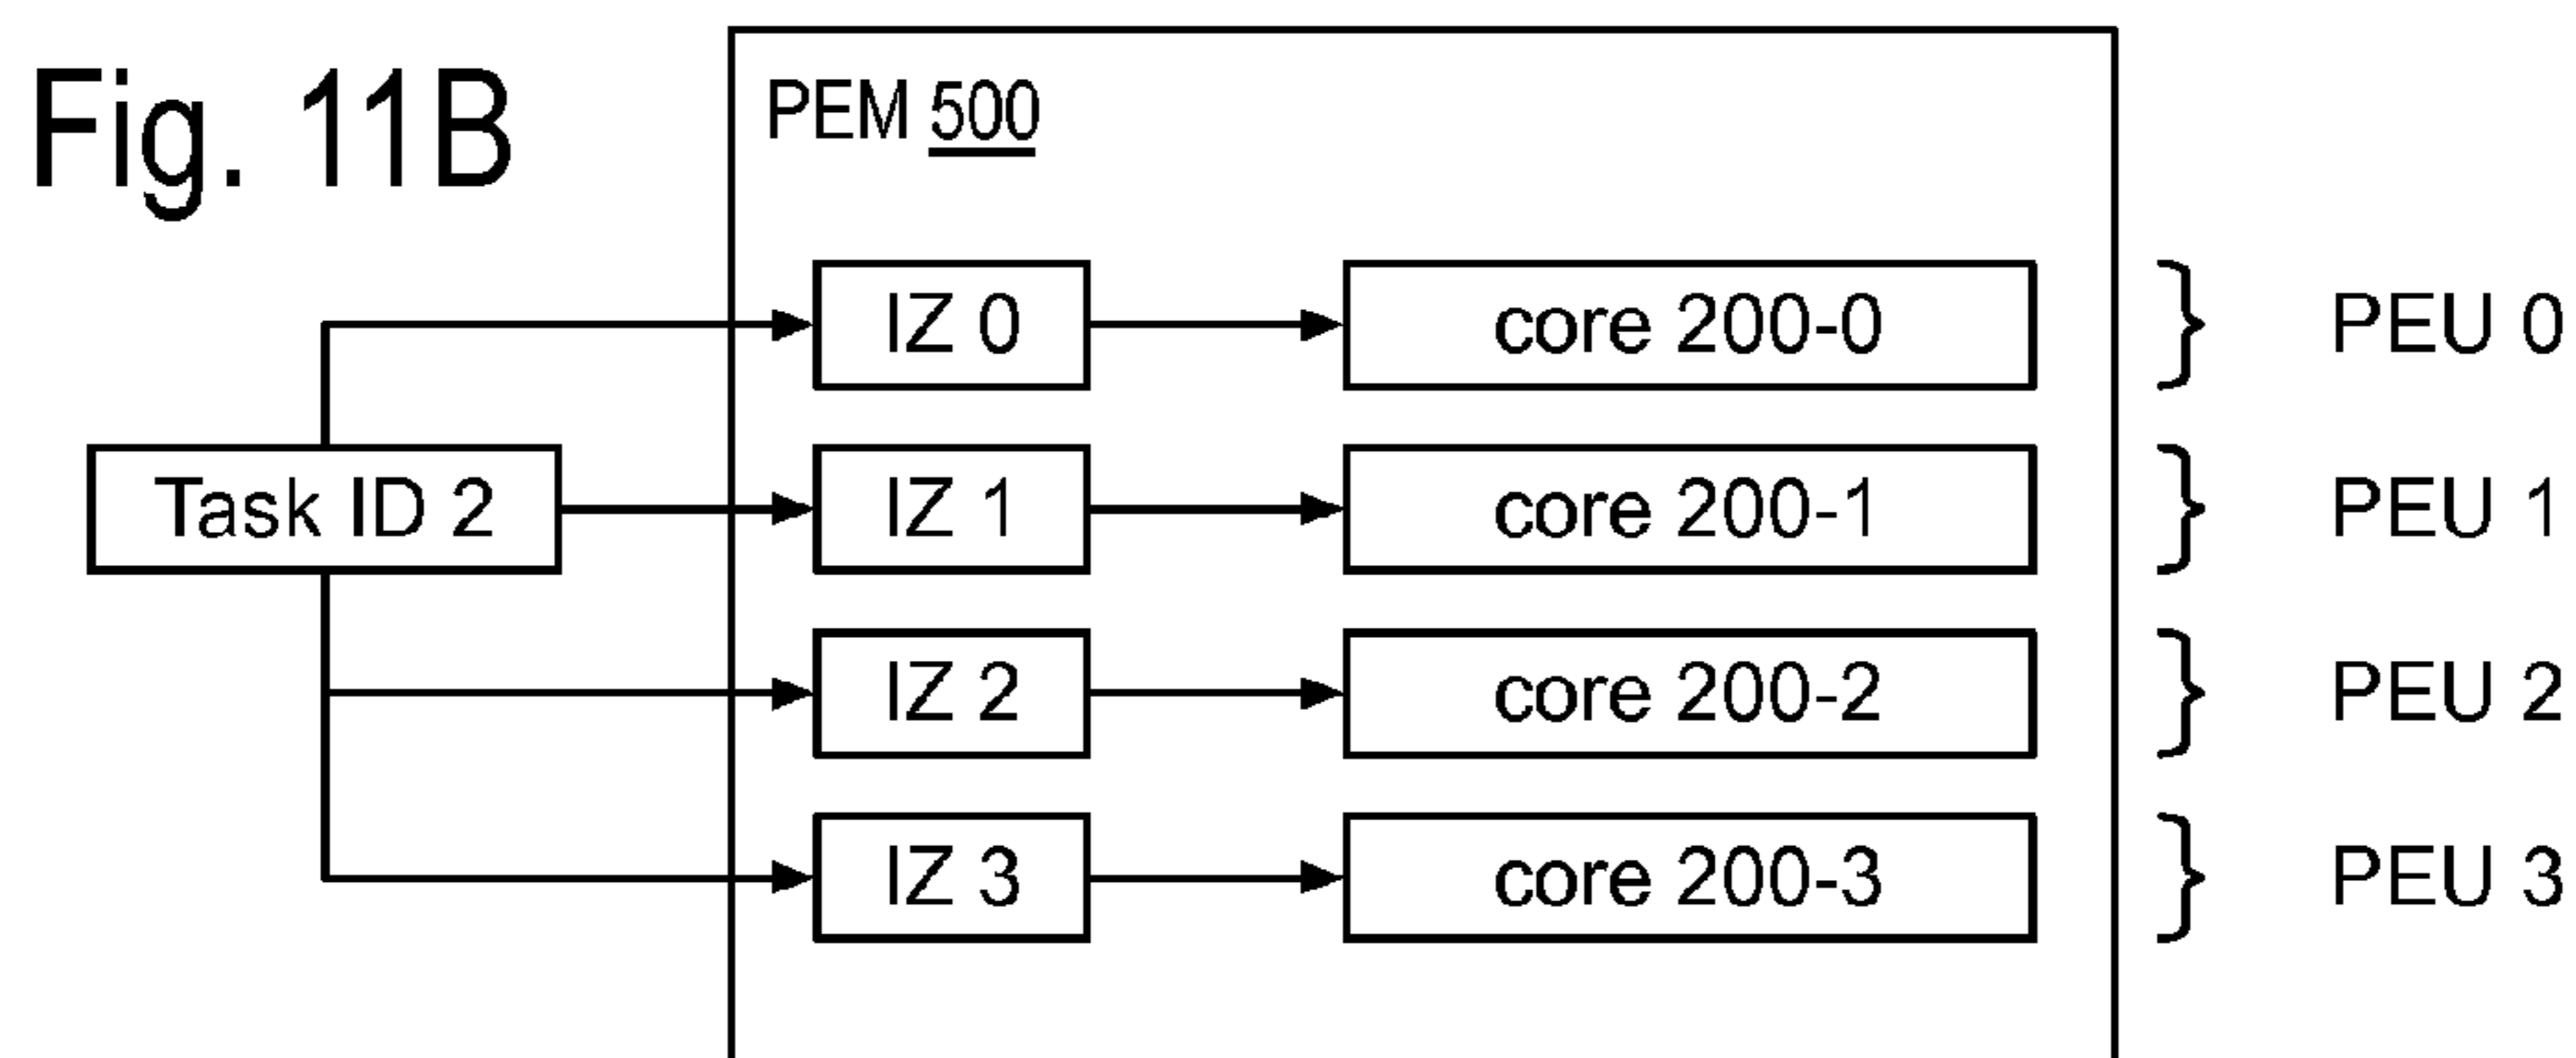 Fig. 11B
PEM 500
IZ 0 core 200-0 PEU 0
Task ID 2 IZ 1 core 200-1 PEU 1
IZ 2 core 200-2 PEU 2
IZ 3 core 200-3 PEU 3